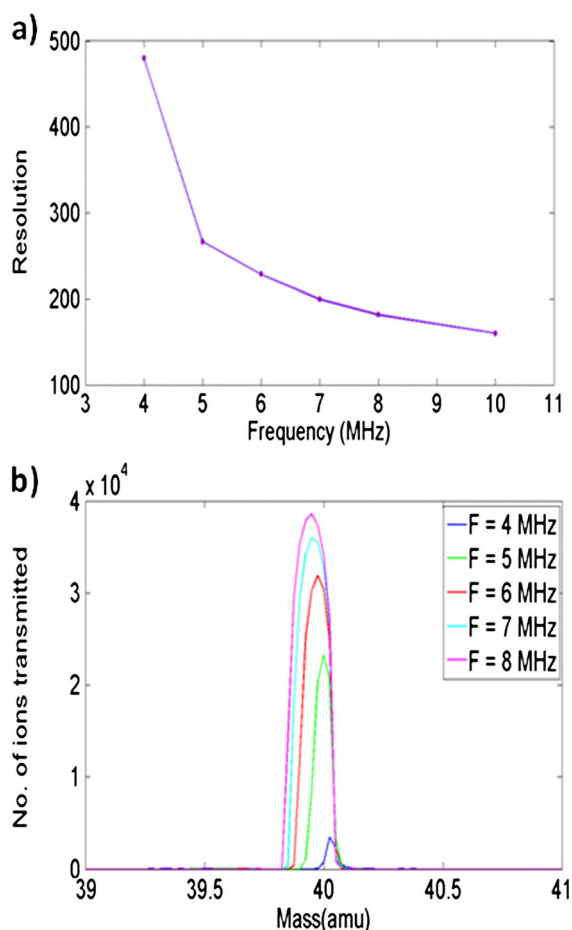 a)
500
400
300
200
100
Resolution
3 4 5 6 7 8 9 10 11
Frequency (MHz)
b)
x 10^4
4
3
2
1
0
No. of ions transmitted
F = 4 MHz
F = 5 MHz
F = 6 MHz
F = 7 MHz
F = 8 MHz
39 39.5 40 40.5 41
Mass(amu)